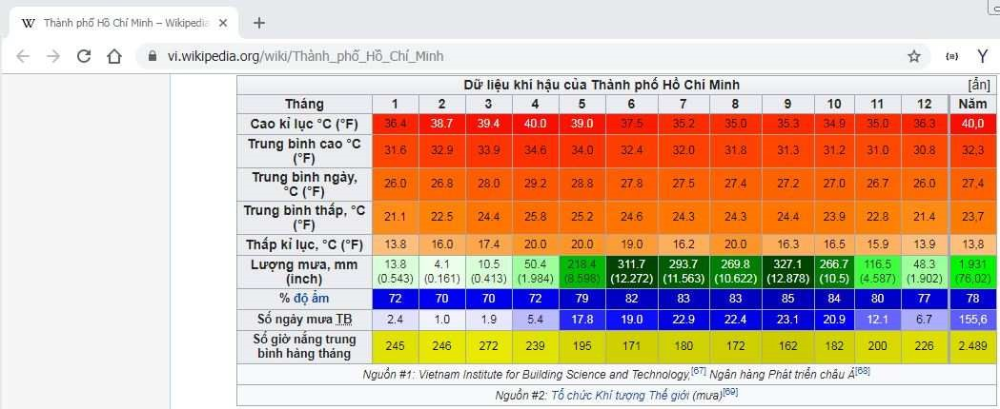 Thành phố Hồ Chí Minh – Wikipedia
vi.wikipedia.org/wiki/Thành_phố_Hồ_Chí_Minh
Dữ liệu khí hậu của Thành phố Hồ Chí Minh [ẩn]
Tháng 1 2 3 4 5 6 7 8 9 10 11 12 Năm
Cao kỉ lục °C (°F) 36.4 38.7 39.4 40.0 39.0 37.5 35.2 35.0 35.3 34.9 35.0 36.3 40,0
Trung bình cao °C
(°F) 31.6 32.9 33.9 34.6 34.0 32.4 32.0 31.8 31.3 31.2 31.0 30.8 32,3
Trung bình ngày,
°C (°F) 26.0 26.8 28.0 29.2 28.8 27.8 27.5 27.4 27.2 27.0 26.7 26.0 27,4
Trung bình thấp, °C
(°F) 21.1 22.5 24.4 25.8 25.2 24.6 24.3 24.3 24.4 23.9 22.8 21.4 23,7
Thấp kỉ lục, °C (°F) 13.8 16.0 17.4 20.0 20.0 19.0 16.2 20.0 16.3 16.5 15.9 13.9 13,8
Lượng mưa, mm
(inch)
13.8 4.1 10.5 50.4 218.4 311.7 293.7 269.8 327.1 266.7 116.5 48.3 1.931
(0.543) (0.161) (0.413) (1.984) (8.598) (12.272) (11.563) (10.622) (12.878) (10.5) (4.587) (1.902) (76,02)
% độ ẩm 72 70 70 72 79 82 83 83 85 84 80 77 78
Số ngày mưa TB 2.4 1.0 1.9 5.4 17.8 19.0 22.9 22.4 23.1 20.9 12.1 6.7 155,6
Số giờ nắng trung
bình hàng tháng 245 246 272 239 195 171 180 172 162 182 200 226 2.489
Nguồn #1: Vietnam Institute for Building Science and Technology,[67] Ngân hàng Phát triển châu Á[68]
Nguồn #2: Tổ chức Khí tượng Thế giới (mưa)[69]